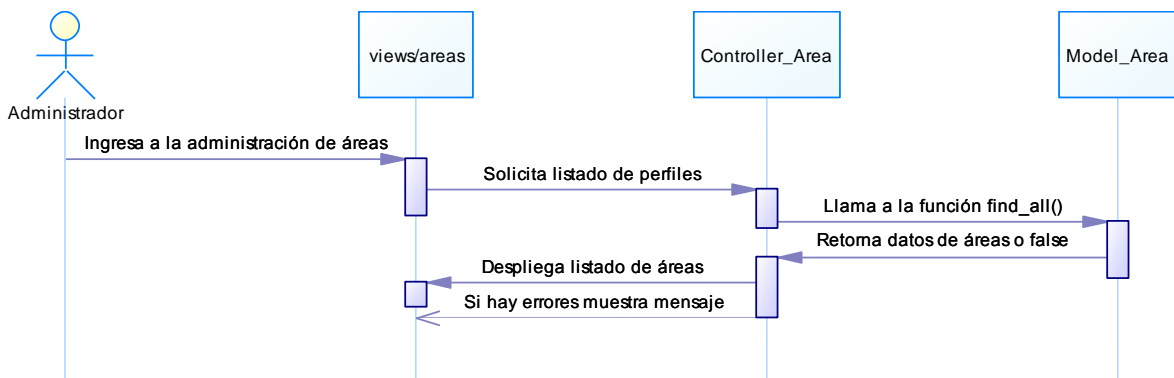 views/areas
Controller_Area
Model_Area
Administrador
Ingresa a la administración de áreas
Solicita listado de perfiles
Llama a la función find_all()
Retorna datos de áreas o false
Despliega listado de áreas
Si hay errores muestra mensaje